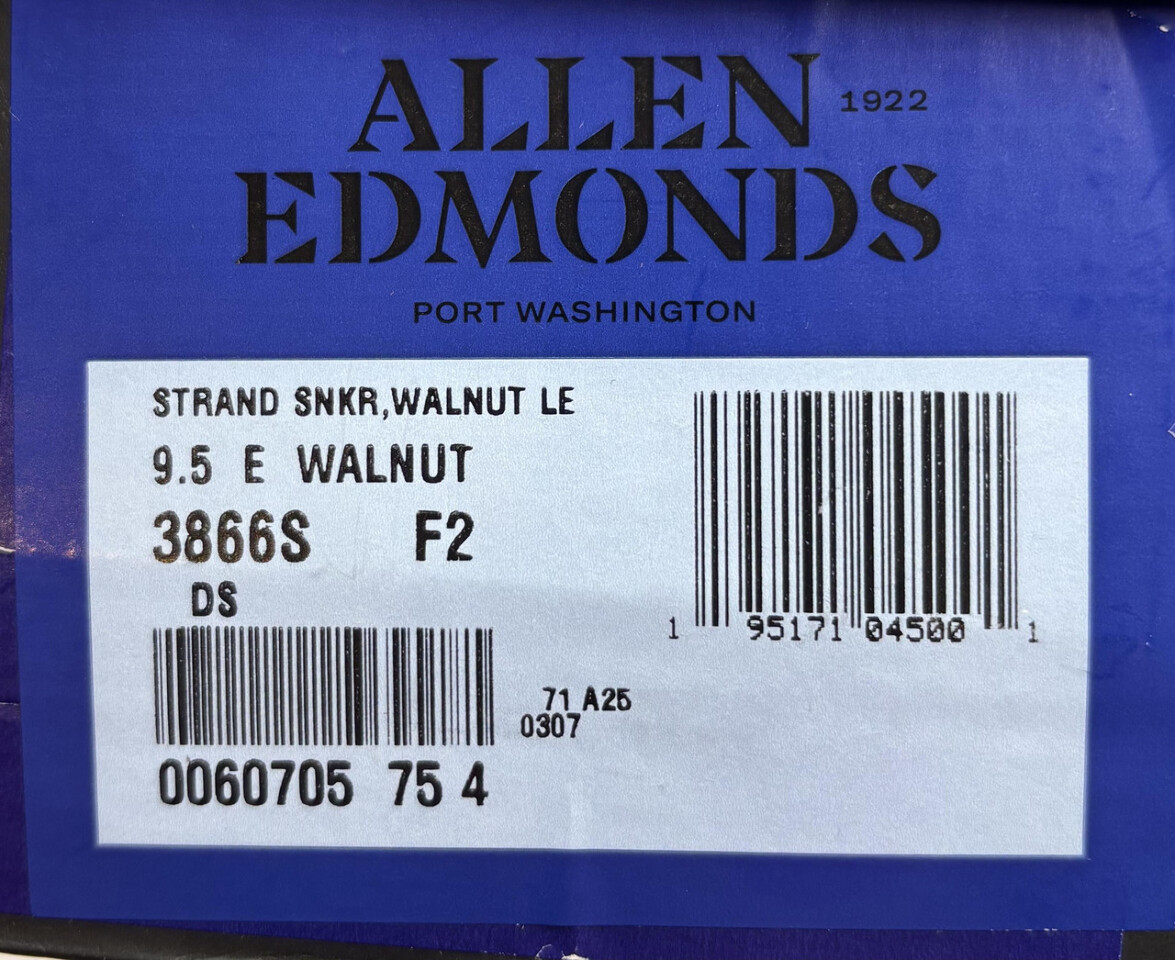 ALLEN 1922
EDMONDS
PORT WASHINGTON
STRAND SNKR,WALNUT LE
9.5 E WALNUT
3866S F2
DS
1 95171 04500 1
71 A25
0307
0060705 75 4